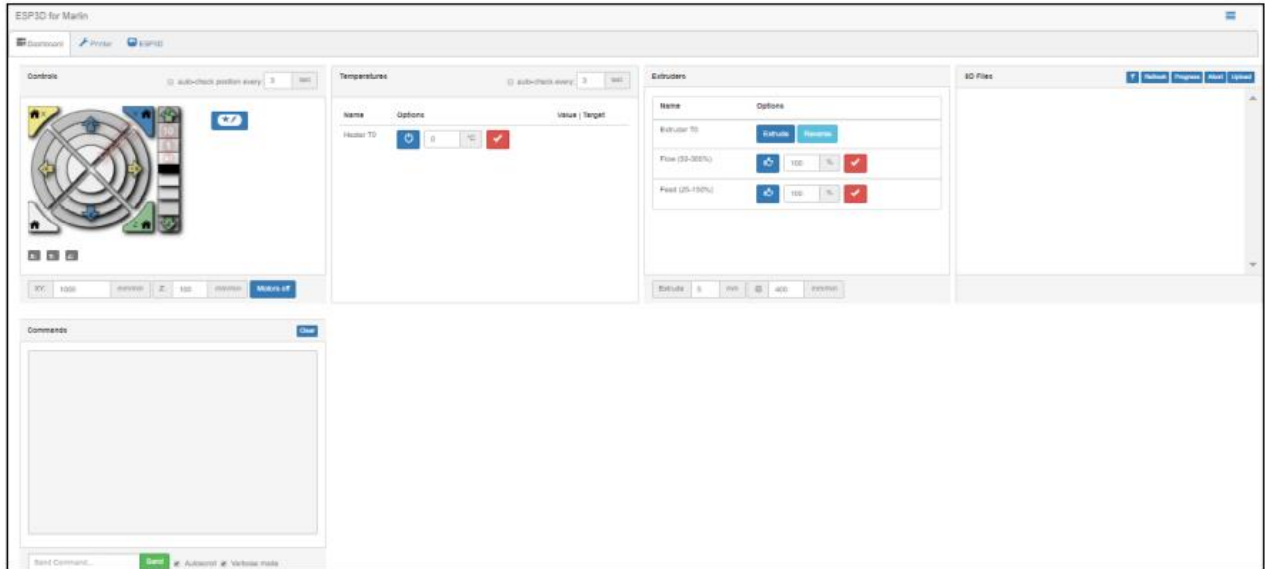 ESP3D for Marlin
Dashboard Printer ESP3D
Controls
auto-check position every: 3 sec
X Y
10
1
Z
X: Y: Z:
XY: 1000 mm/min Z: 100 mm/min Motors off
Temperatures
auto-check every: 3 sec
Name Options Value | Target
Heater T0 0 °C
Extruders
Name Options
Extruder T0 Extrude Reverse
Flow (50-300%) 100 %
Feed (25-150%) 100 %
Extrude 5 mm @ 400 mm/min
SD Files
Refresh Progress Abort Upload
Commands Clear
Send Command... Send Autoscroll Verbose mode